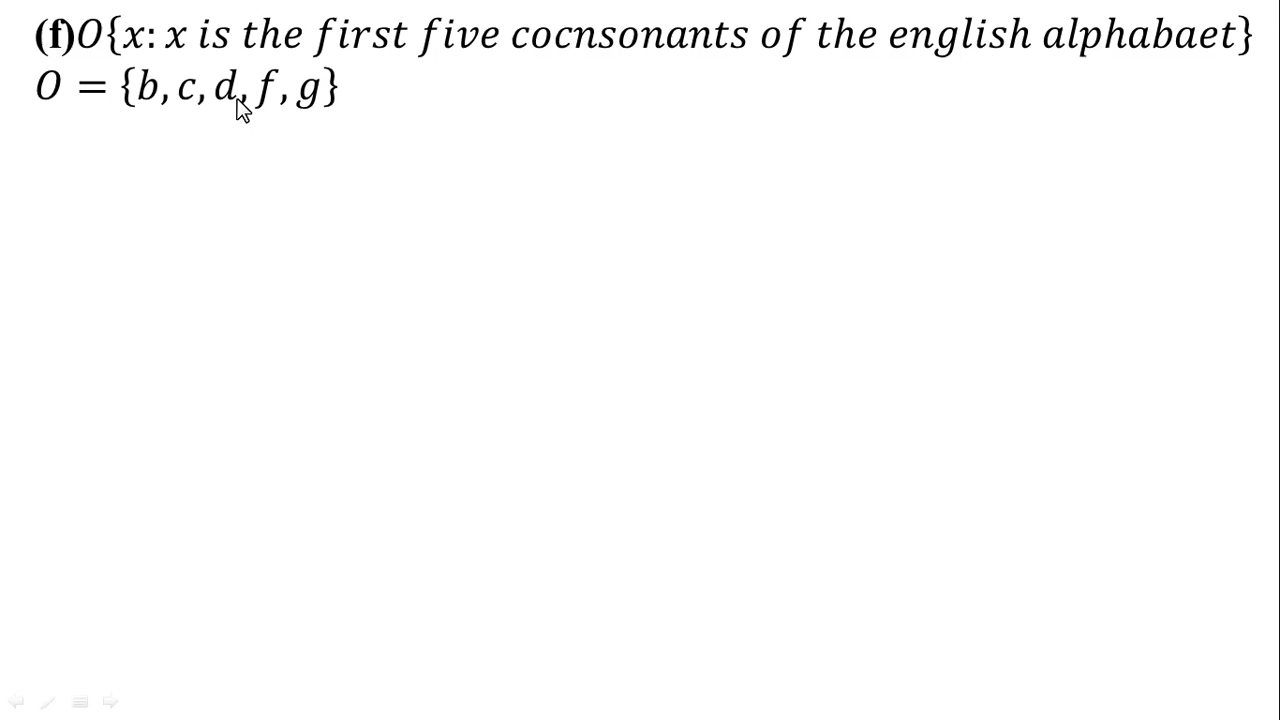 (f)O{x: x is the first five cocnsonants of the english alphabaet}
O = {b, c, d, f, g}